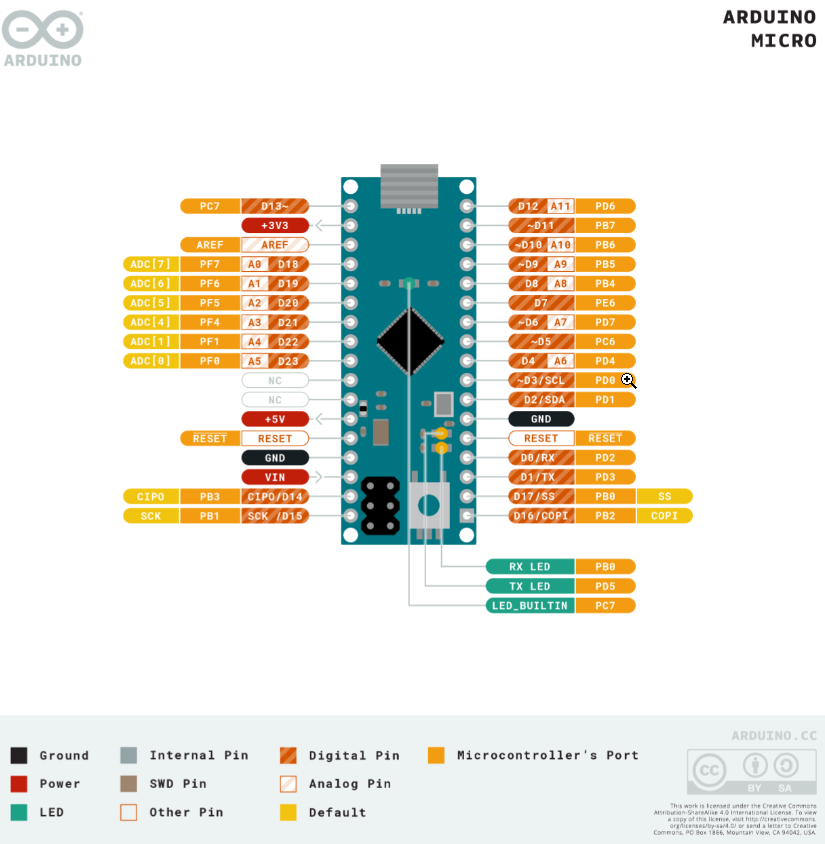 ARDUINO
ARDUINO
MICRO
PC7 D13~ D12 A11 PD6
+3V3 ~D11 PB7
AREF AREF ~D10 A10 PB6
ADC[7] PF7 A0 D18 ~D9 A9 PB5
ADC[6] PF6 A1 D19 D8 A8 PB4
ADC[5] PF5 A2 D20 D7 PE6
ADC[4] PF4 A3 D21 ~D6 A7 PD7
ADC[1] PF1 A4 D22 ~D5 PC6
ADC[0] PF0 A5 D23 D4 A6 PD4
NC ~D3/SCL PD0
NC D2/SDA PD1
+5V GND
RESET RESET RESET RESET
GND D0/RX PD2
VIN D1/TX PD3
CIPO PB3 CIPO/D14 D17/SS PB0 SS
SCK PB1 SCK /D15 D16/COPI PB2 COPI
RX LED PB0
TX LED PD5
LED_BUILTIN PC7
Ground Internal Pin Digital Pin Microcontroller's Port
Power SWD Pin Analog Pin
LED Other Pin Default
ARDUINO.CC
cc BY SA
This work is licensed under the Creative Commons
Attribution-ShareAlike 4.0 International License. To view
a copy of this license, visit http://creativecommons.
org/licenses/by-sa/4.0/ or send a letter to Creative
Commons, PO Box 1866, Mountain View, CA 94042, USA.